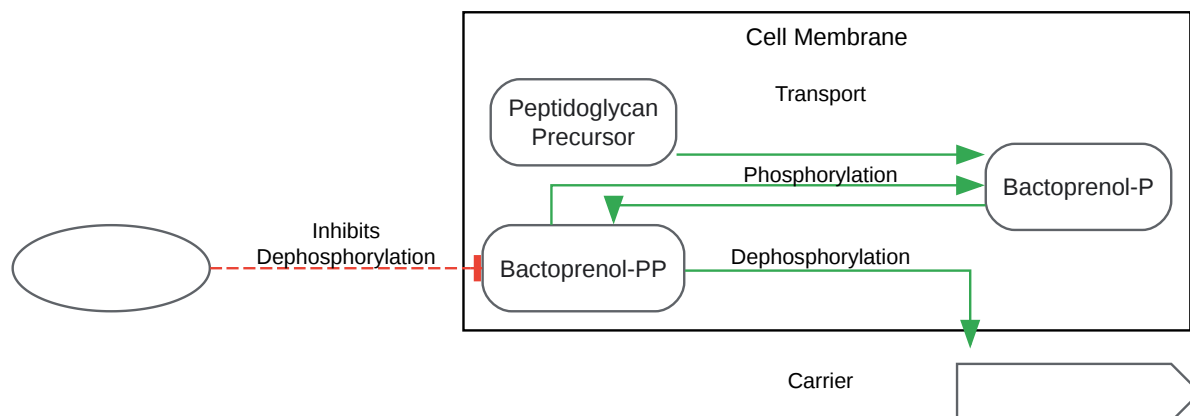 Cell Membrane
Transport
Peptidoglycan
Precursor
Phosphorylation
Bactoprenol-P
Inhibits
Dephosphorylation
Bactoprenol-PP
Dephosphorylation
Carrier